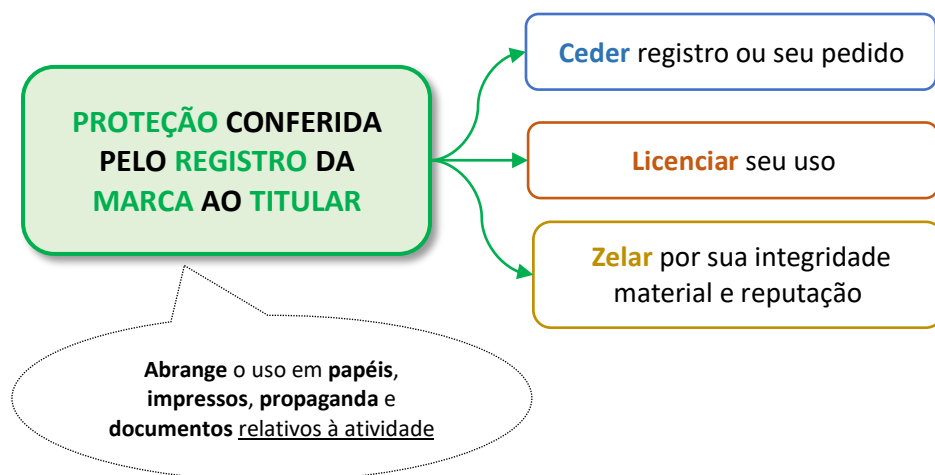 PROTEÇÃO CONFERIDA
PELO REGISTRO DA
MARCA AO TITULAR
Ceder registro ou seu pedido
Licenciar seu uso
Zelar por sua integridade
material e reputação
Abrange o uso em papéis,
impressos, propaganda e
documentos relativos à atividade